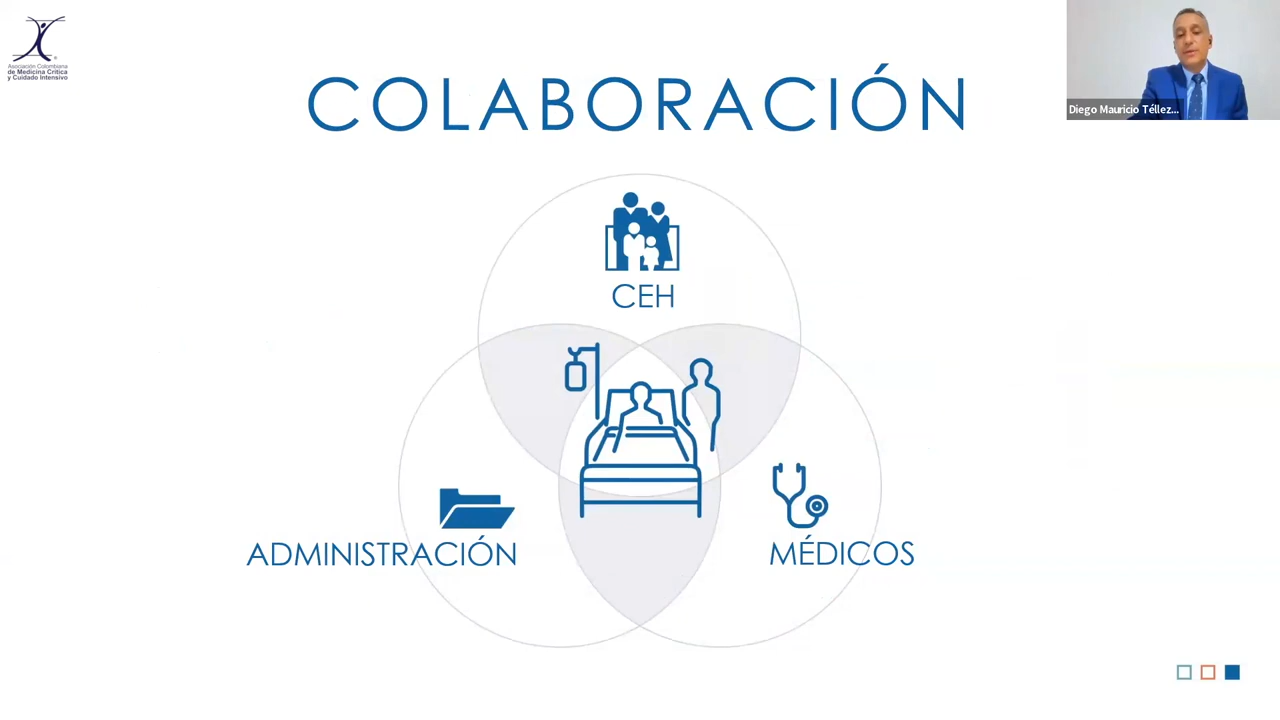 Asociación Colombiana
de Medicina Crítica
y Cuidado Intensivo
COLABORACIÓN
Diego Mauricio Téllez...
CEH
ADMINISTRACIÓN
MÉDICOS